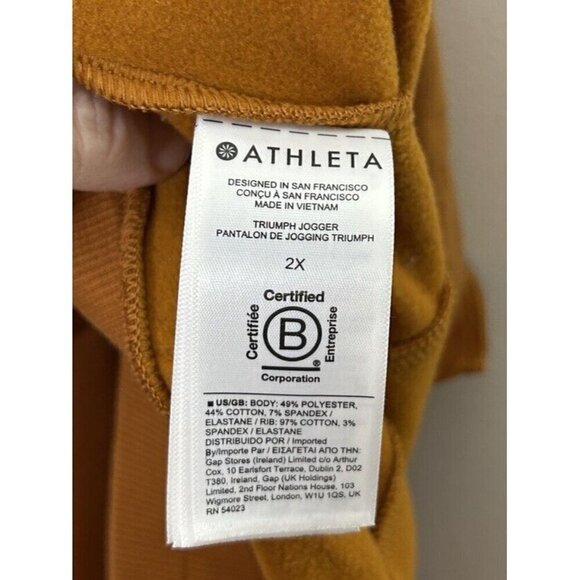 ATHLETA
DESIGNED IN SAN FRANCISCO
CONÇU À SAN FRANCISCO
MADE IN VIETNAM
TRIUMPH JOGGER
PANTALON DE JOGGING TRIUMPH
2X
Certified
Certifiée
B
Entreprise
®
Corporation
■ US/GB: BODY: 49% POLYESTER,
44% COTTON, 7% SPANDEX /
ELASTANE / RIB: 97% COTTON, 3%
SPANDEX / ELASTANE
DISTRIBUIDO POR / Imported
By/Importe Par / ΕΙΣΑΓΕΤΑΙ ΑΠΟ ΤΗΝ:
Gap Stores (Ireland) Limited c/o Arthur
Cox, 10 Earlsfort Terrace, Dublin 2, D02
T380, Ireland, Gap (UK Holdings)
Limited, 2nd Floor Nations House, 103
Wigmore Street, London, W1U 1QS, UK
RN 54023